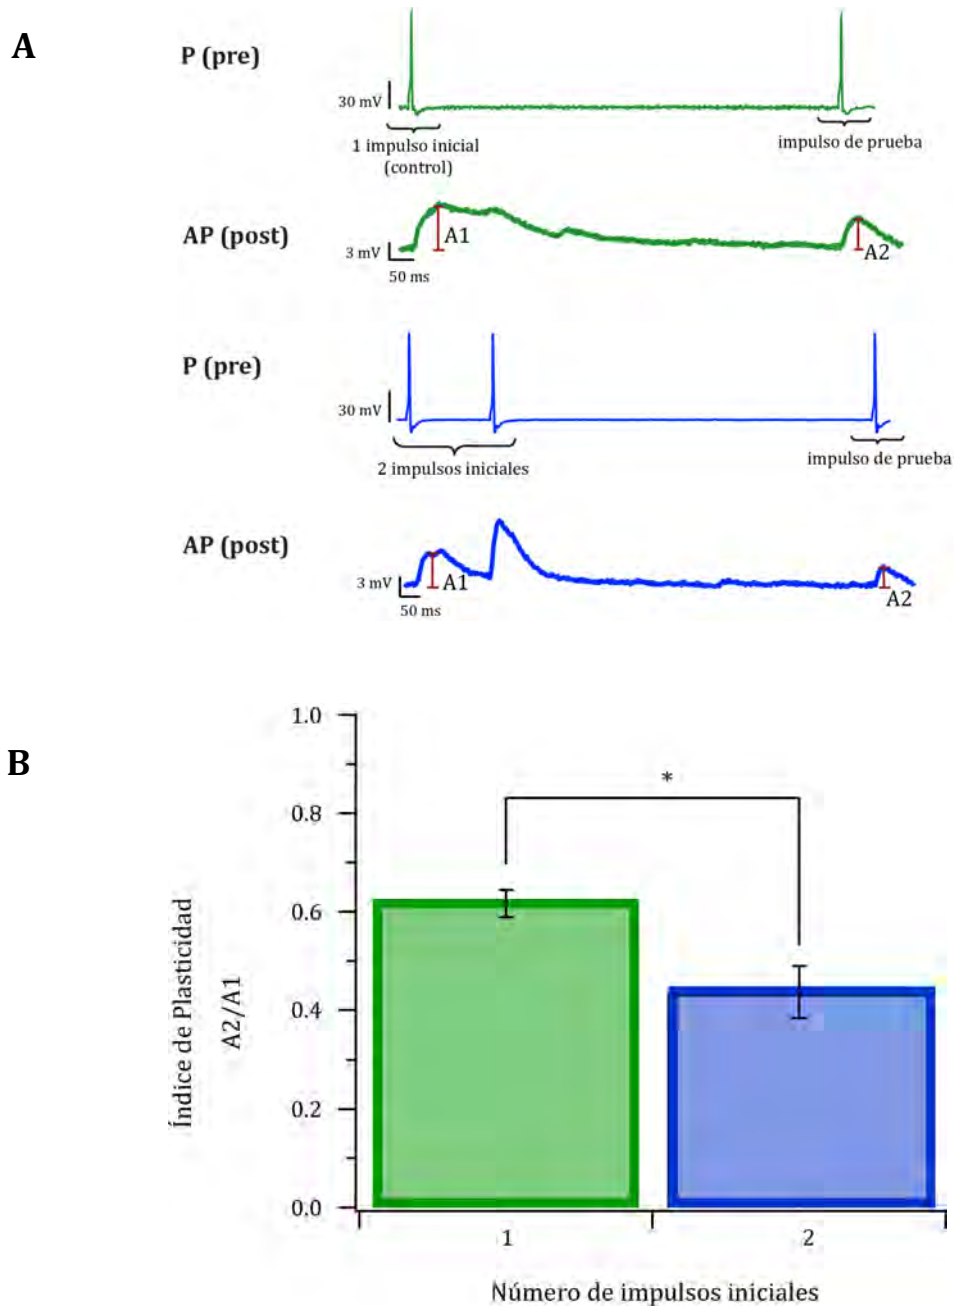 A
P (pre)
30 mV
1 impulso inicial
(control)
impulso de prueba
AP (post)
A1
A2
3 mV
50 ms
P (pre)
30 mV
2 impulsos iniciales
impulso de prueba
AP (post)
A1
A2
3 mV
50 ms
B
1.0
0.8
0.6
0.4
0.2
0.0
*
Índice de Plasticidad
A2/A1
1
2
Número de impulsos iniciales